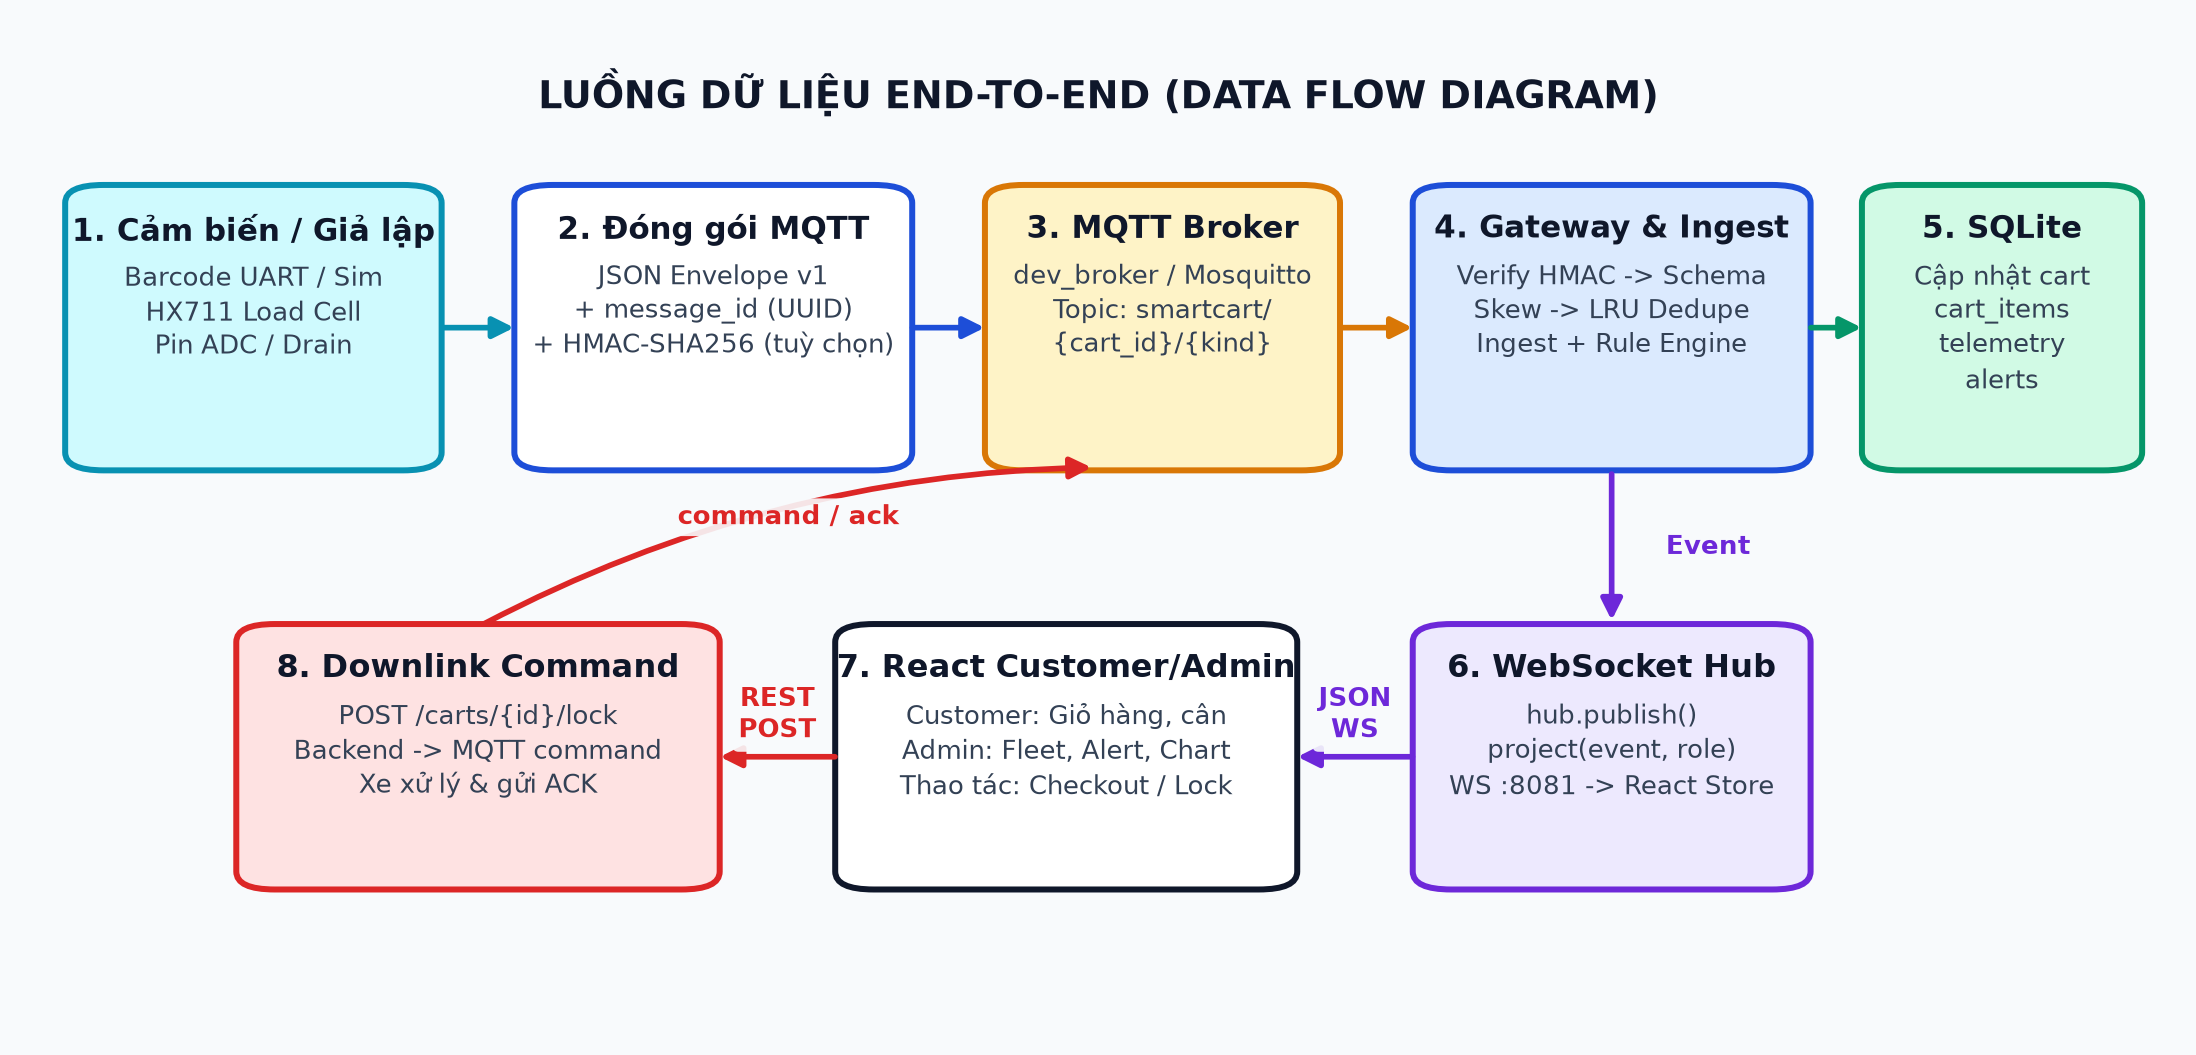 LUỒNG DỮ LIỆU END-TO-END (DATA FLOW DIAGRAM)
1. Cảm biến / Giả lập
Barcode UART / Sim
HX711 Load Cell
Pin ADC / Drain
2. Đóng gói MQTT
JSON Envelope v1
+ message_id (UUID)
+ HMAC-SHA256 (tuỳ chọn)
3. MQTT Broker
dev_broker / Mosquitto
Topic: smartcart/
{cart_id}/{kind}
4. Gateway & Ingest
Verify HMAC -> Schema
Skew -> LRU Dedupe
Ingest + Rule Engine
5. SQLite
Cập nhật cart
cart_items
telemetry
alerts
command / ack
Event
8. Downlink Command
POST /carts/{id}/lock
Backend -> MQTT command
Xe xử lý & gửi ACK
REST
POST
7. React Customer/Admin
Customer: Giỏ hàng, cân
Admin: Fleet, Alert, Chart
Thao tác: Checkout / Lock
JSON
WS
6. WebSocket Hub
hub.publish()
project(event, role)
WS :8081 -> React Store